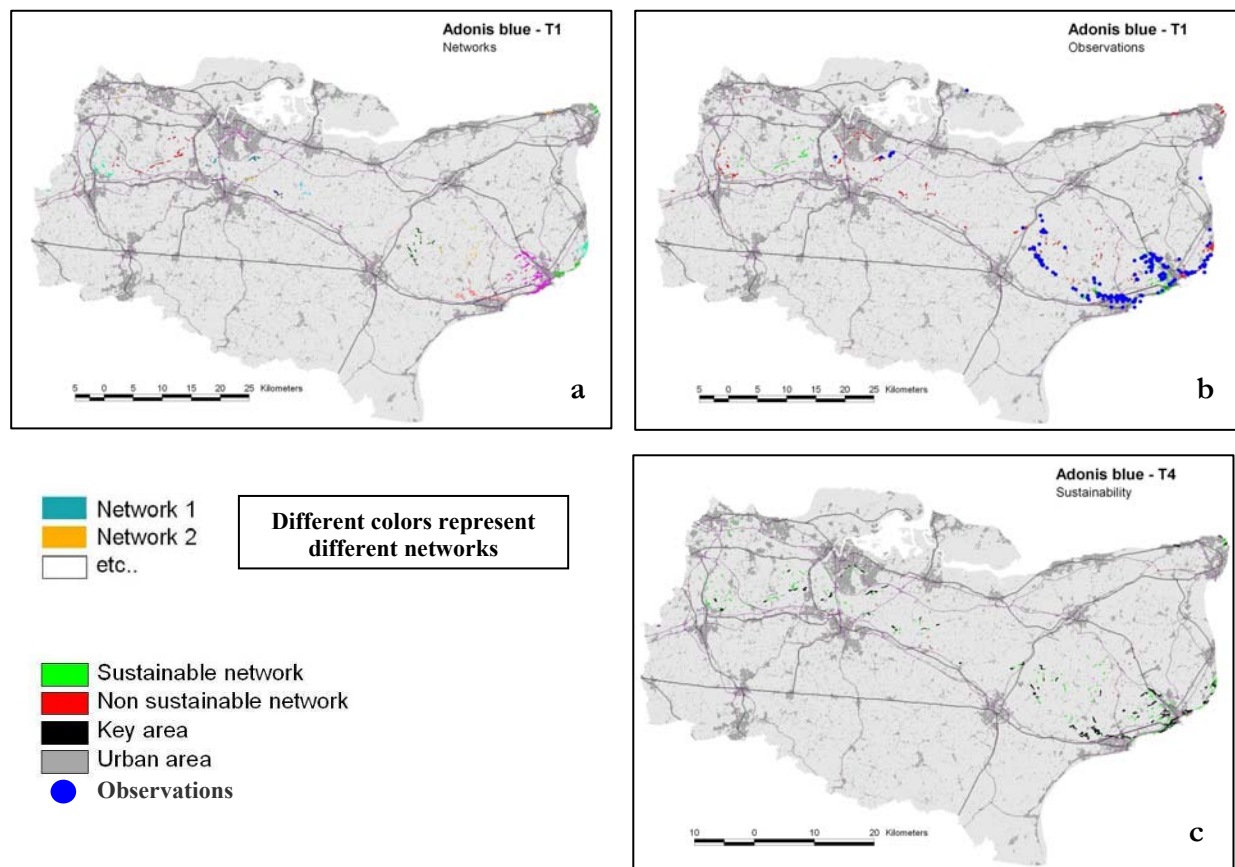 Adonis blue - T1
Networks
5 0 5 10 15 20 25 Kilometers
a
Adonis blue - T1
Observations
5 0 5 10 15 20 25 Kilometers
b
Network 1
Network 2
etc..
Different colors represent
different networks
Sustainable network
Non sustainable network
Key area
Urban area
Observations
Adonis blue - T4
Sustainability
10 0 10 20 Kilometers
c